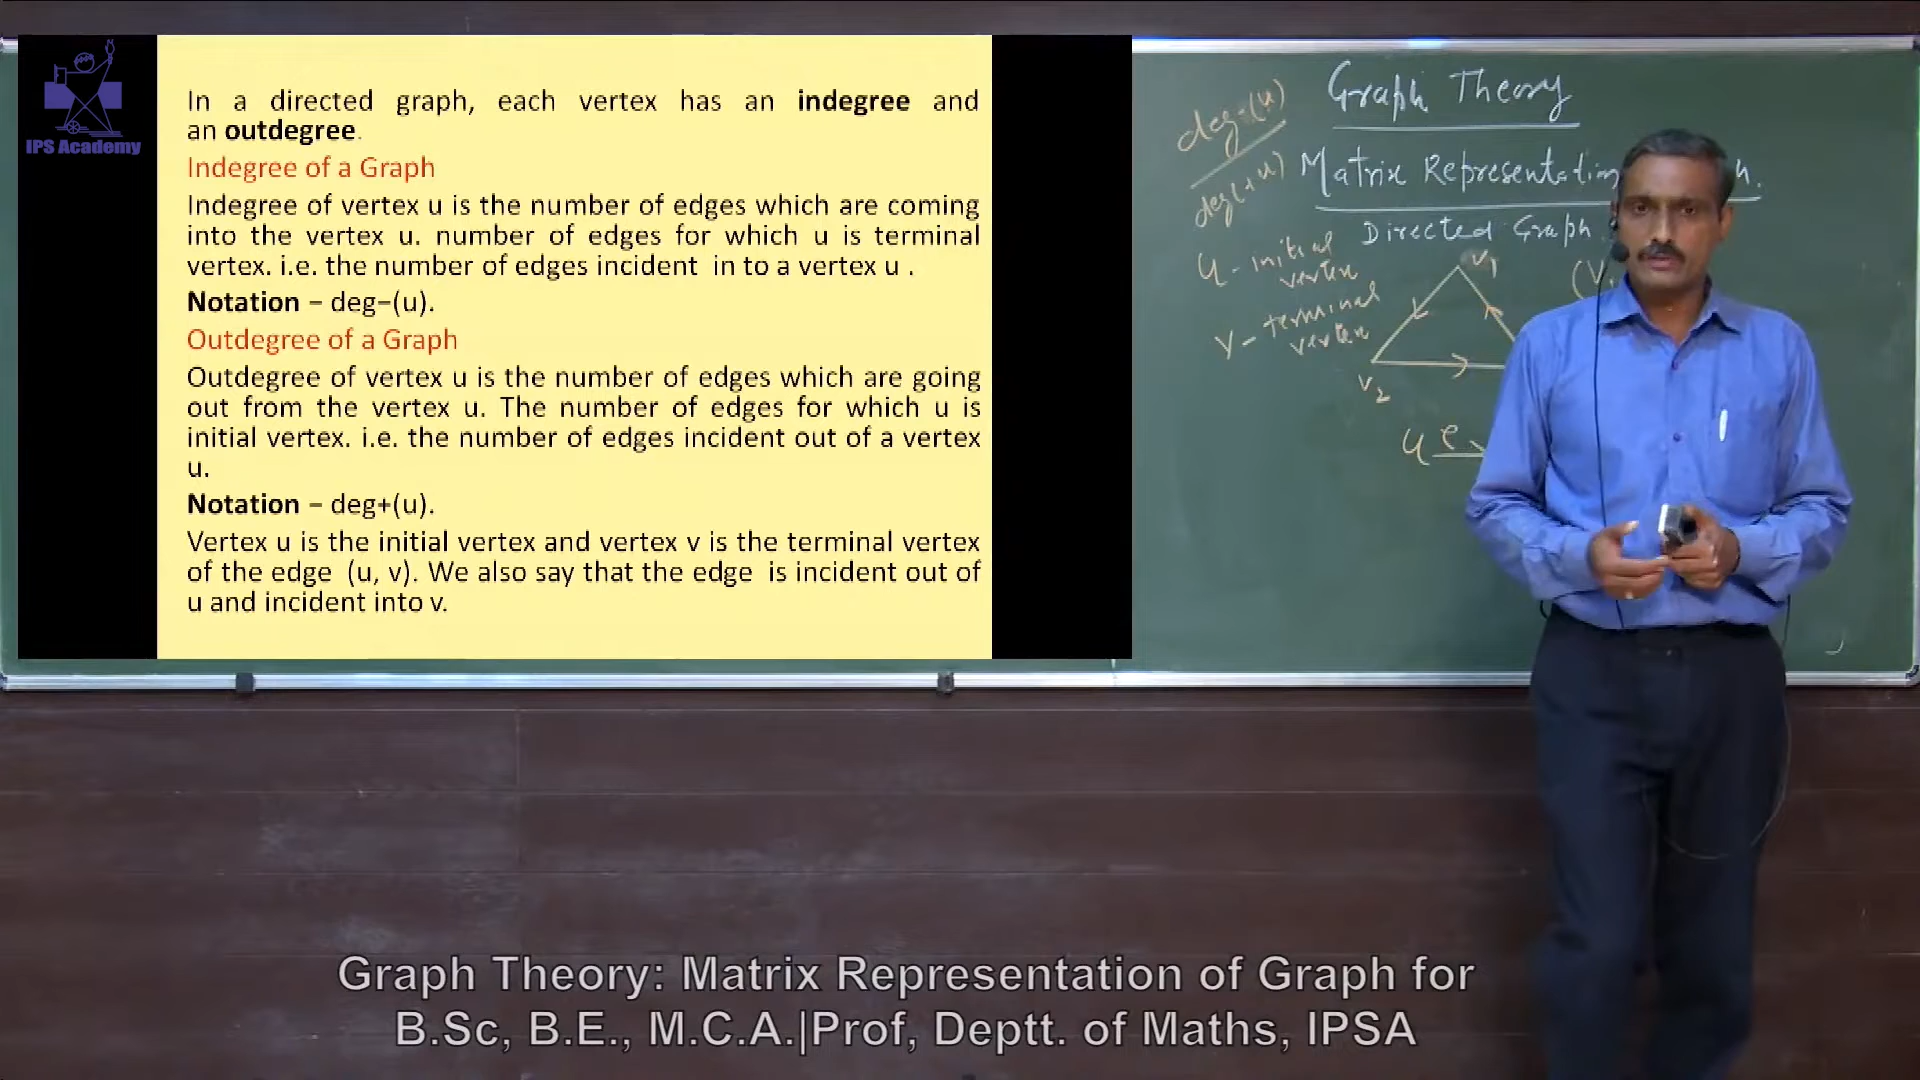 IPS Academy
In a directed graph, each vertex has an indegree and
an outdegree.
Indegree of a Graph
Indegree of vertex u is the number of edges which are coming
into the vertex u. number of edges for which u is terminal
vertex. i.e. the number of edges incident in to a vertex u .
Notation – deg−(u).
Outdegree of a Graph
Outdegree of vertex u is the number of edges which are going
out from the vertex u. The number of edges for which u is
initial vertex. i.e. the number of edges incident out of a vertex
u.
Notation – deg+(u).
Vertex u is the initial vertex and vertex v is the terminal vertex
of the edge (u, v). We also say that the edge is incident out of
u and incident into v.
Graph Theory
Matrix Representation
Directed Graph
u - initial
vertex
v - terminal
vertex
v1
v2
u e
Graph Theory: Matrix Representation of Graph for
B.Sc, B.E., M.C.A.|Prof, Deptt. of Maths, IPSA